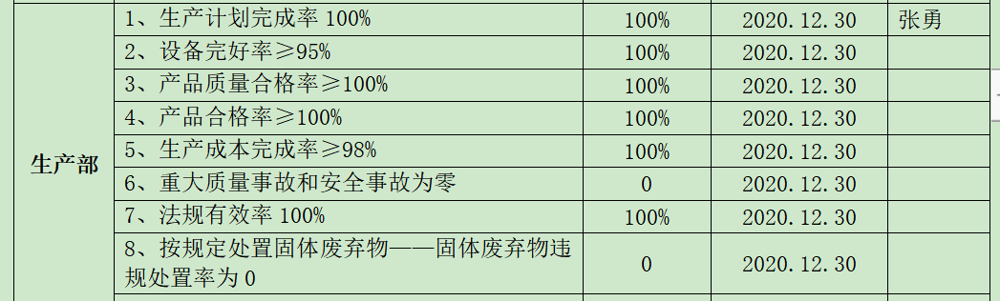 1、生产计划完成率 100% 100% 2020.12.30 张勇
2、设备完好率≥95% 100% 2020.12.30
3、产品质量合格率≥100% 100% 2020.12.30
4、产品合格率≥100% 100% 2020.12.30
生产部
5、生产成本完成率≥98% 100% 2020.12.30
6、重大质量事故和安全事故为零 0 2020.12.30
7、法规有效率 100% 100% 2020.12.30
8、按规定处置固体废弃物——固体废弃物违
规处置率为 0 0 2020.12.30